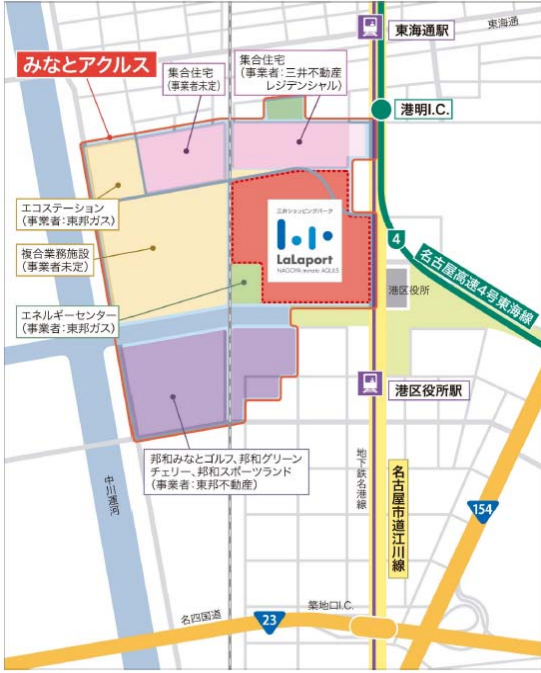 東海通駅
東海通
みなとアクルス
集合住宅
(事業者未定)
集合住宅
(事業者:三井不動産
レジデンシャル)
港明I.C.
エコステーション
(事業者:東邦ガス)
複合業務施設
(事業者未定)
エネルギーセンター
(事業者:東邦ガス)
三井ショッピングパーク
LaLaport
NAGOYA minato AQULS
4
名古屋高速4号東海線
港区役所
港区役所駅
邦和みなとゴルフ、邦和グリーン
チェリー、邦和スポーツランド
(事業者:東邦不動産)
中川運河
地下鉄名港線
名古屋市道江川線
154
名四国道
23
築地口I.C.